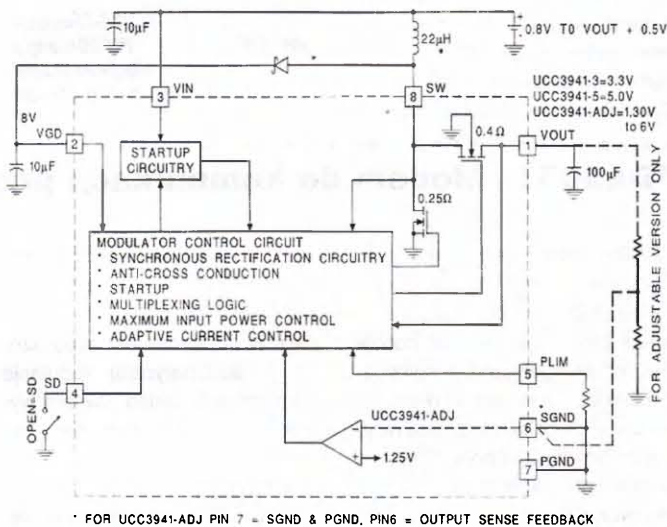 10µF
22µH
*
+
0.8V T0 VOUT + 0.5V
*
3
VIN
8
SW
UCC3941-3=3.3V
UCC3941-5=5.0V
UCC3941-ADJ=1.30V
to 6V
8V
VGD
2
10µF
STARTUP
CIRCUITRY
0.4Ω
VOUT
1
100µF
0.25Ω
MODULATOR CONTROL CIRCUIT
* SYNCHRONOUS RECTIFICATION CIRCUITRY
* ANTI-CROSS CONDUCTION
* STARTUP
* MULTIPLEXING LOGIC
* MAXIMUM INPUT POWER CONTROL
* ADAPTIVE CURRENT CONTROL
FOR ADJUSTABLE VERSION ONLY
OPEN=SD
SD
4
PLIM
5
UCC3941-ADJ
*
SGND
6
-
+
1.25V
7
PGND
* FOR UCC3941-ADJ PIN 7 = SGND & PGND, PIN6 = OUTPUT SENSE FEEDBACK